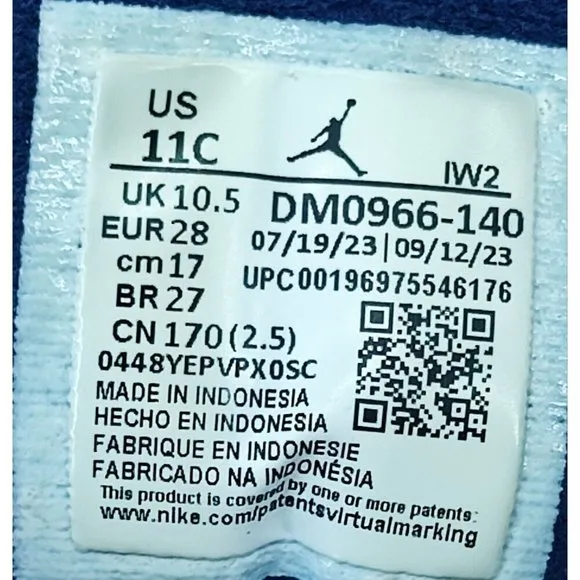 US
11C
IW2
UK 10.5
DM0966-140
EUR 28
07/19/23 | 09/12/23
cm 17
UPC00196975546176
BR 27
CN 170 (2.5)
0448YEPVPX0SC
MADE IN INDONESIA
HECHO EN INDONESIA
FABRIQUE EN INDONESIE
FABRICADO NA INDONÉSIA
This product is covered by one or more patents:
www.nike.com/patentsvirtualmarking